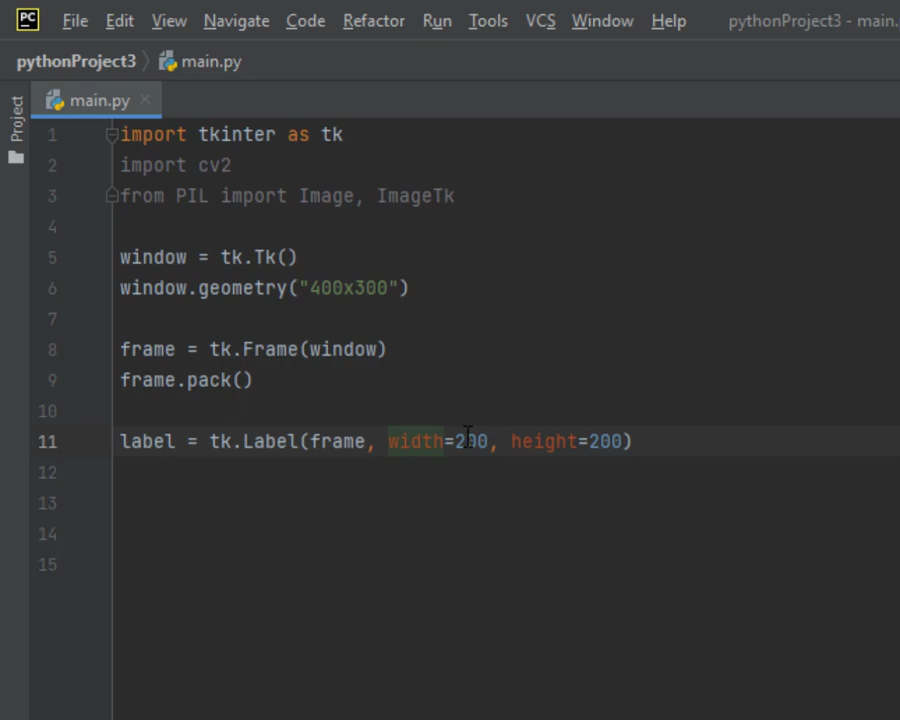 PC File Edit View Navigate Code Refactor Run Tools VCS Window Help pythonProject3 - main.
pythonProject3 main.py
Project
main.py
1 import tkinter as tk
2 import cv2
3 from PIL import Image, ImageTk
4
5 window = tk.Tk()
6 window.geometry("400x300")
7
8 frame = tk.Frame(window)
9 frame.pack()
10
11 label = tk.Label(frame, width=200, height=200)
12
13
14
15